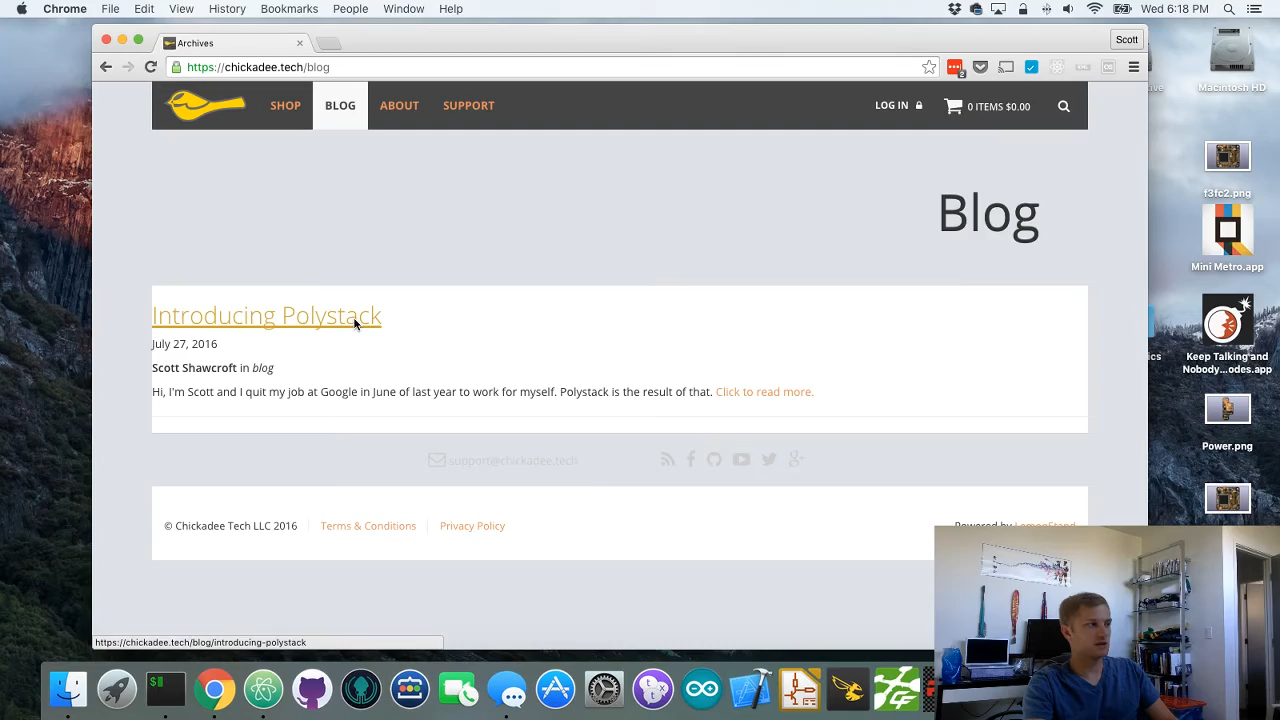 Chrome File Edit View History Bookmarks People Window Help Wed 6:18 PM
Archives Scott
https://chickadee.tech/blog
Macintosh HD
SHOP BLOG ABOUT SUPPORT LOG IN 0 ITEMS $0.00
f3fc2.png
Blog
Mini Metro.app
Introducing Polystack
July 27, 2016
Keep Talking and
Nobody...odes.app
Scott Shawcroft in blog
Hi, I'm Scott and I quit my job at Google in June of last year to work for myself. Polystack is the result of that. Click to read more.
Power.png
support@chickadee.tech
© Chickadee Tech LLC 2016 Terms & Conditions Privacy Policy Powered by LemonStand
https://chickadee.tech/blog/introducing-polystack